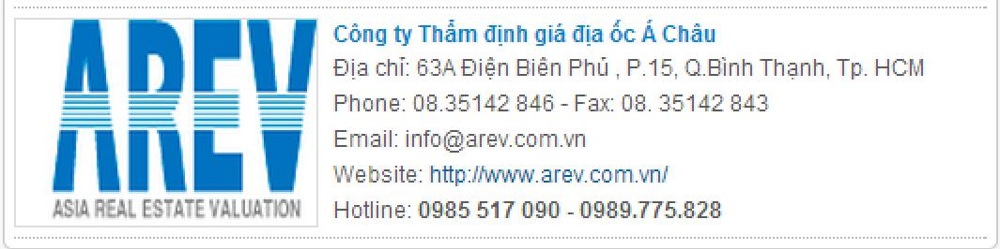 AREV
ASIA REAL ESTATE VALUATION
Công ty Thẩm định giá địa ốc Á Châu
Địa chỉ: 63A Điện Biên Phủ , P.15, Q.Bình Thạnh, Tp. HCM
Phone: 08.35142 846 - Fax: 08. 35142 843
Email: info@arev.com.vn
Website: http://www.arev.com.vn/
Hotline: 0985 517 090 - 0989.775.828